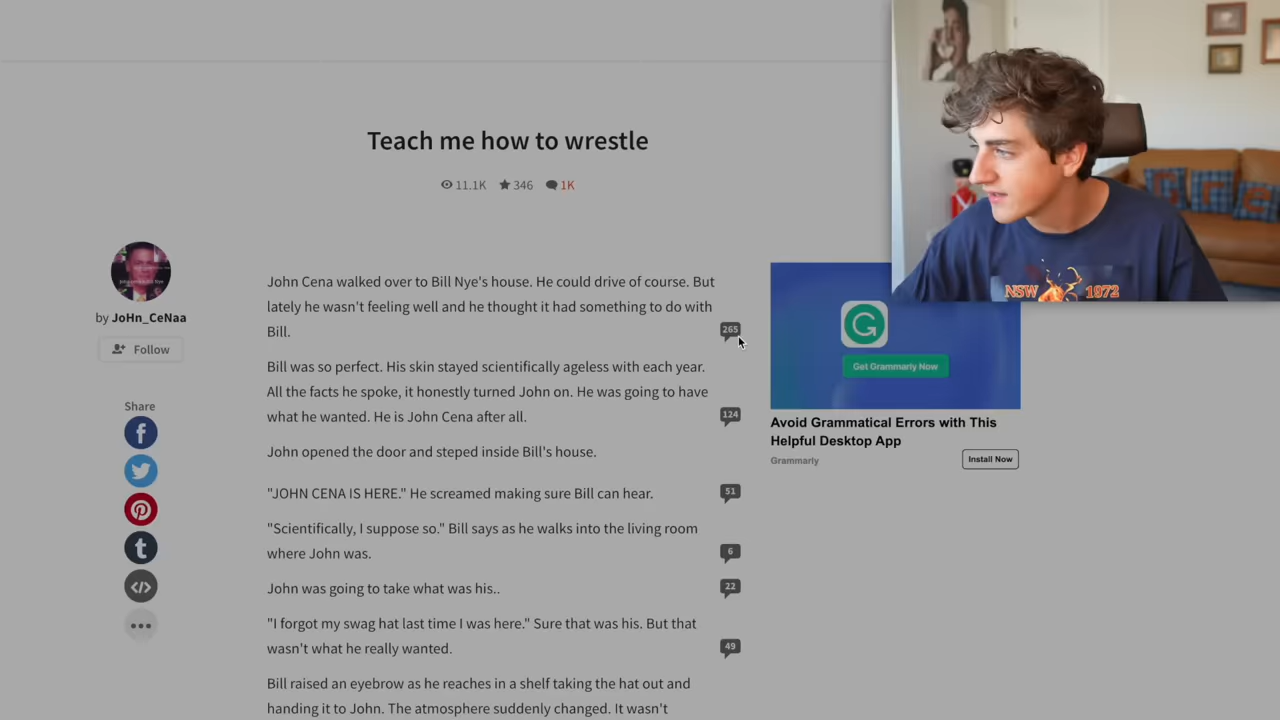 Teach me how to wrestle
11.1K 346 1K
by JoHn_CeNaa
Follow
Share
John Cena walked over to Bill Nye's house. He could drive of course. But
lately he wasn't feeling well and he thought it had something to do with
Bill.
265
Bill was so perfect. His skin stayed scientifically ageless with each year.
All the facts he spoke, it honestly turned John on. He was going to have
what he wanted. He is John Cena after all.
124
John opened the door and steped inside Bill's house.
"JOHN CENA IS HERE." He screamed making sure Bill can hear.
51
"Scientifically, I suppose so." Bill says as he walks into the living room
where John was.
6
John was going to take what was his..
22
"I forgot my swag hat last time I was here." Sure that was his. But that
wasn't what he really wanted.
49
Bill raised an eyebrow as he reaches in a shelf taking the hat out and
handing it to John. The atmosphere suddenly changed. It wasn't
Get Grammarly Now
Avoid Grammatical Errors with This
Helpful Desktop App
Grammarly
Install Now
NSW 1972